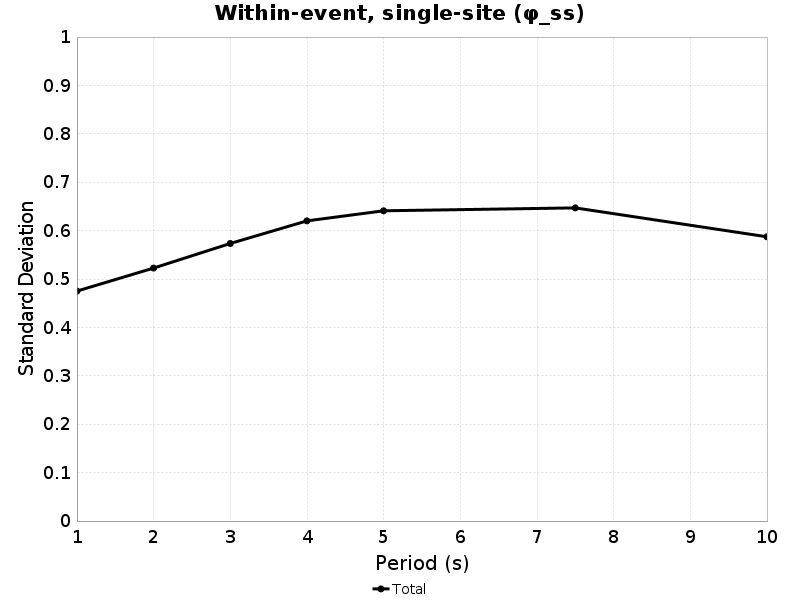 Within-event, single-site (φ_ss)
1
0.9
0.8
0.7
0.6
0.5
0.4
0.3
0.2
0.1
0
Standard Deviation
1 2 3 4 5 6 7 8 9 10
Period (s)
Total